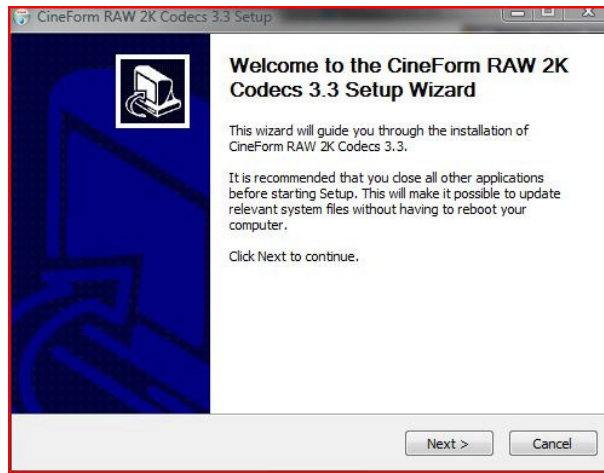 CineForm RAW 2K Codecs 3.3 Setup
Welcome to the CineForm RAW 2K
Codecs 3.3 Setup Wizard
This wizard will guide you through the installation of
CineForm RAW 2K Codecs 3.3.
It is recommended that you close all other applications
before starting Setup. This will make it possible to update
relevant system files without having to reboot your
computer.
Click Next to continue.
Next >
Cancel